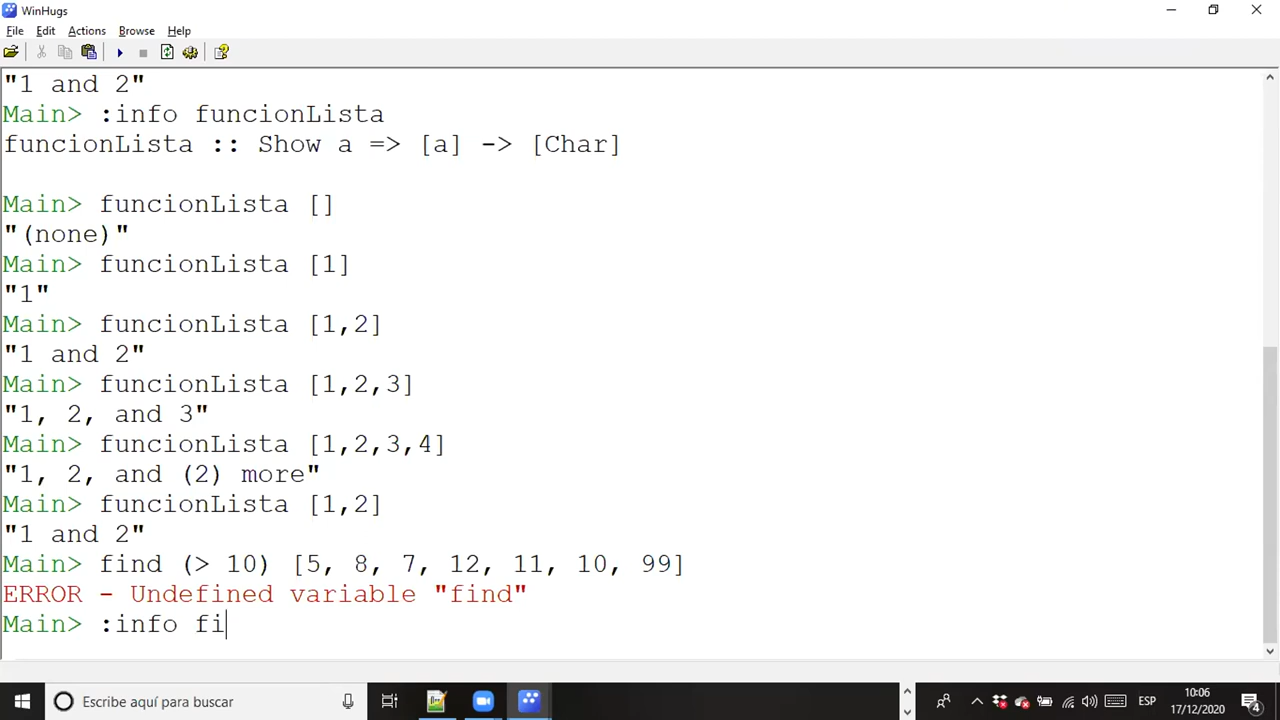 WinHugs
File Edit Actions Browse Help
"1 and 2"
Main> :info funcionLista
funcionLista :: Show a => [a] -> [Char]
Main> funcionLista []
"(none)"
Main> funcionLista [1]
"1"
Main> funcionLista [1,2]
"1 and 2"
Main> funcionLista [1,2,3]
"1, 2, and 3"
Main> funcionLista [1,2,3,4]
"1, 2, and (2) more"
Main> funcionLista [1,2]
"1 and 2"
Main> find (> 10) [5, 8, 7, 12, 11, 10, 99]
ERROR - Undefined variable "find"
Main> :info fi
Escribe aquí para buscar
ESP
10:06
17/12/2020
4